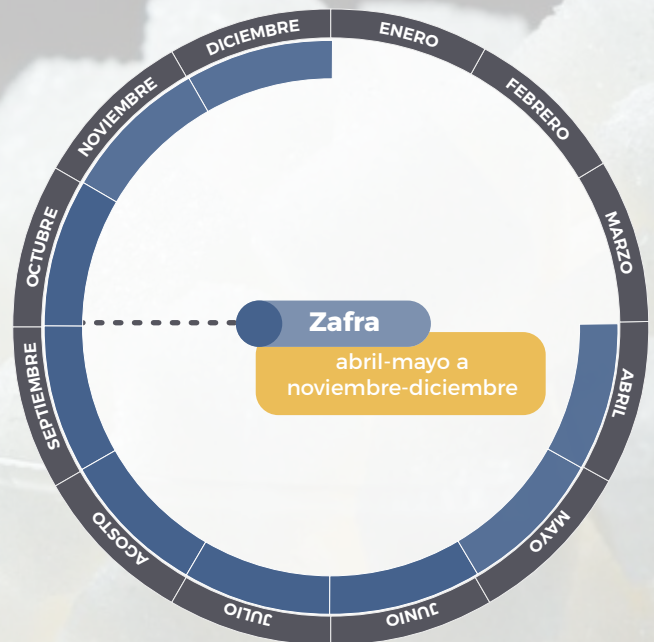 ENERO
FEBRERO
MARZO
ABRIL
MAYO
JUNIO
JULIO
AGOSTO
SEPTIEMBRE
OCTUBRE
NOVIEMBRE
DICIEMBRE
Zafra
abril-mayo a
noviembre-diciembre